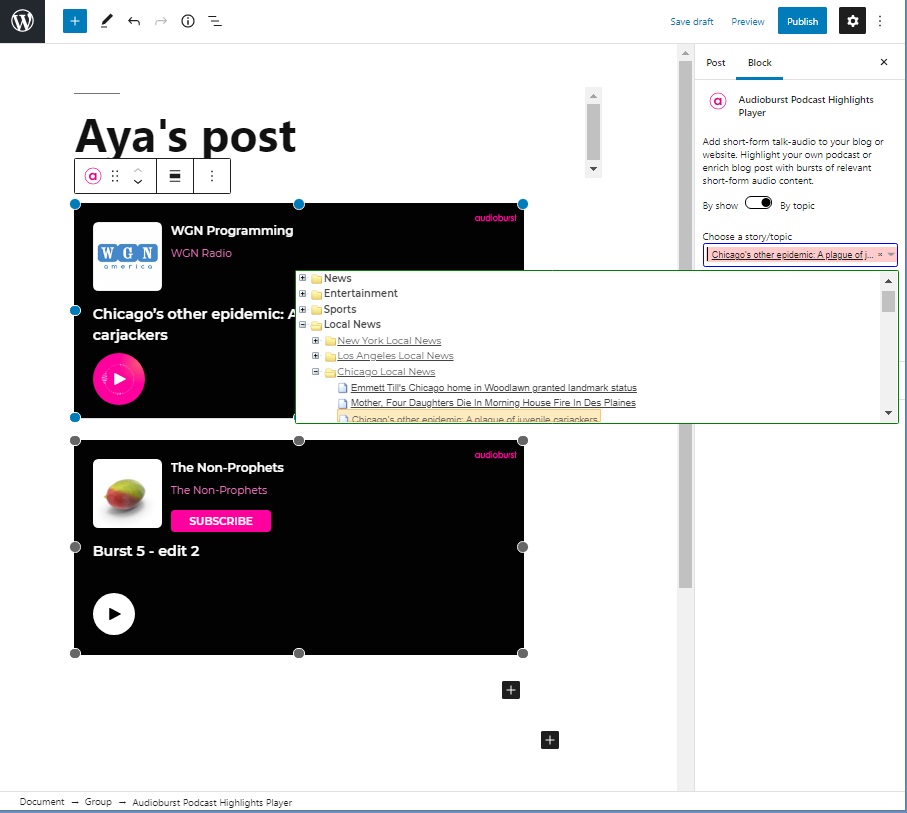 Save draft
Preview
Publish
Post
Block
Audioburst Podcast Highlights
Player
Add short-form talk-audio to your blog or
website. Highlight your own podcast or
enrich blog post with bursts of relevant
short-form audio content.
By show
By topic
Choose a story/topic
Chicago's other epidemic: A plague of j...
Aya's post
audioburst
WGN
america
WGN Programming
WGN Radio
Chicago's other epidemic: A
carjackers
News
Entertainment
Sports
Local News
New York Local News
Los Angeles Local News
Chicago Local News
Emmett Till's Chicago home in Woodlawn granted landmark status
Mother, Four Daughters Die In Morning House Fire In Des Plaines
Chicago's other epidemic: A plague of juvenile carjackers
audioburst
The Non-Prophets
The Non-Prophets
SUBSCRIBE
Burst 5 - edit 2
Document → Group → Audioburst Podcast Highlights Player